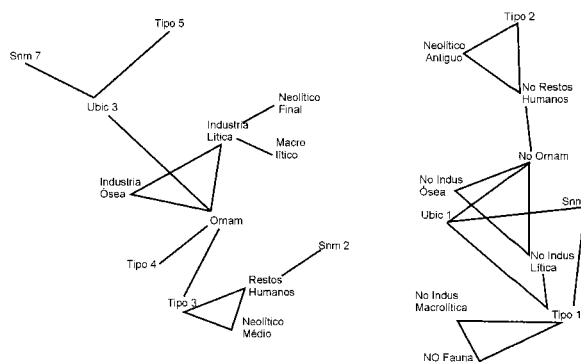 Tipo 5
Snm 7
Ubic 3
Neolítico
Final
Industria
Lítica
Macro
lítico
Industria
Ósea
Ornam
Tipo 4
Snm 2
Restos
Humanos
Tipo 3
Neolítico
Médio
Tipo 2
Neolítico
Antiguo
No Restos
Humanos
No Ornam
No Indus
Ósea
Snm
Ubic 1
No Indus
Lítica
No Indus
Macrolítica
Tipo 1
NO Fauna